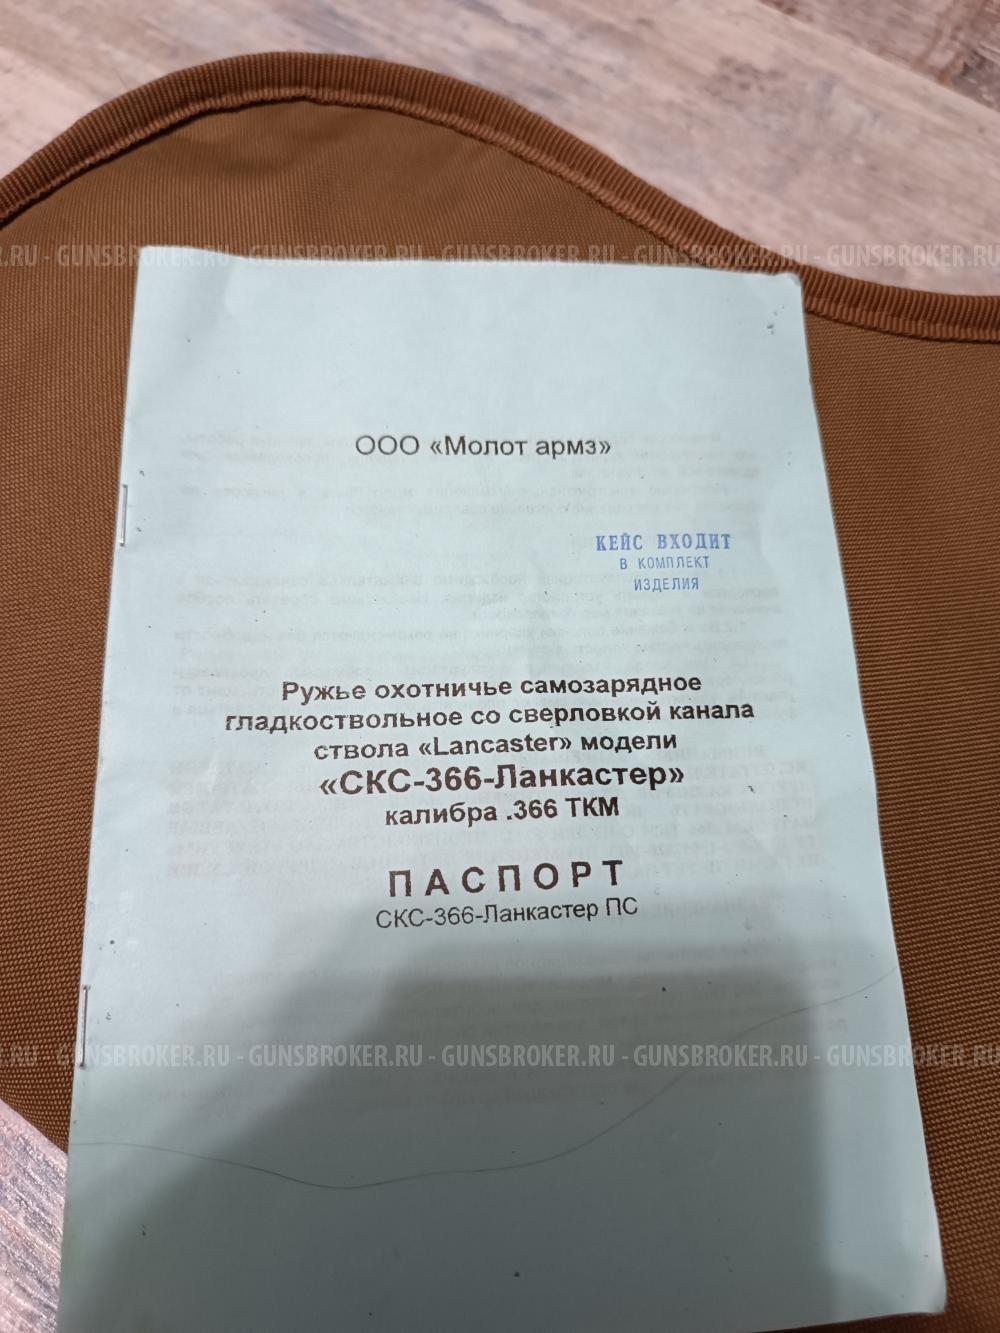 .RU - GUNSBROKER.RU - GUNSBROKER.RU - GUNSBROKER.RU - GUNSBROKER.RU - GUNS
ООО «Молот армз»
КЕЙС ВХОДИТ
В КОМПЛЕКТ
ИЗДЕЛИЯ
Ружье охотничье самозарядное
гладкоствольное со сверловкой канала
ствола «Lancaster» модели
«СКС-366-Ланкастер»
калибра .366 ТКМ
ПАСПОРТ
СКС-366-Ланкастер ПС
.RU - GUNSBROKER.RU - GUNSBROKER.RU - GUNSBROKER.RU - GUNSBROKER.RU - GUNS